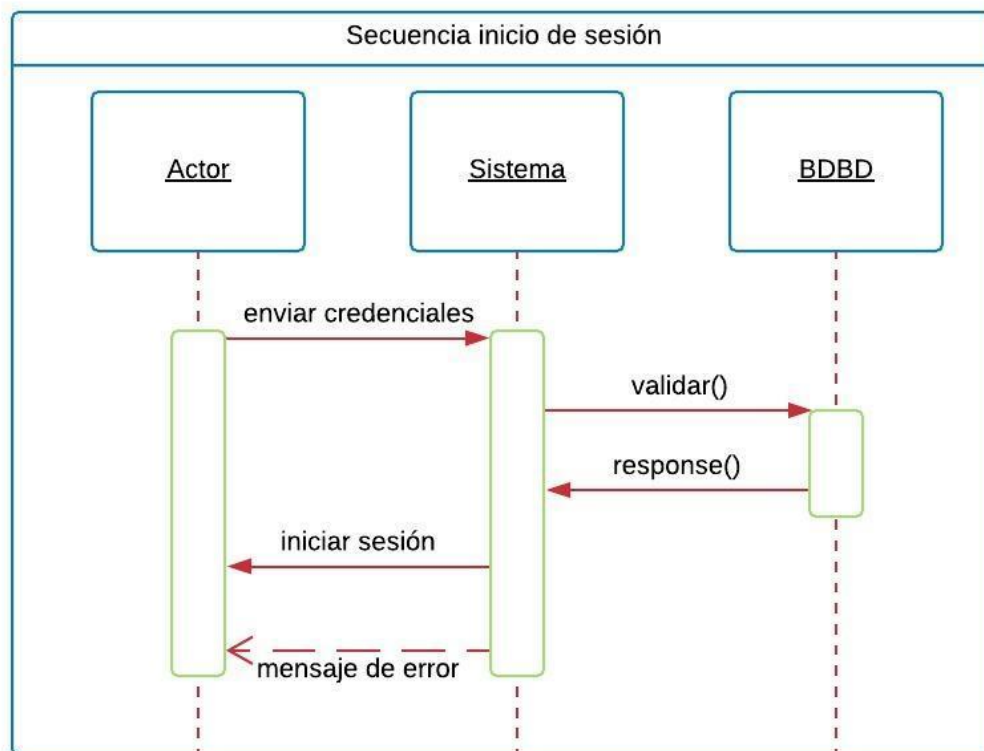 Secuencia inicio de sesión
Actor
Sistema
BDBD
enviar credenciales
validar()
response()
iniciar sesión
mensaje de error